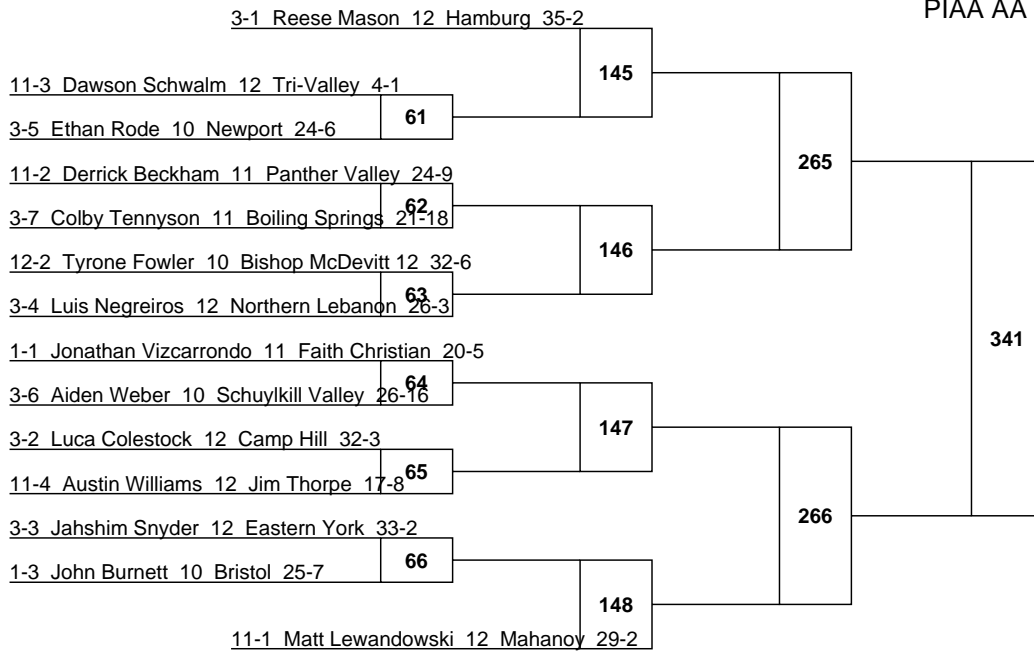 PIAA AA
3-1 Reese Mason 12 Hamburg 35-2
145
11-3 Dawson Schwalm 12 Tri-Valley 4-1
61
3-5 Ethan Rode 10 Newport 24-6
265
11-2 Derrick Beckham 11 Panther Valley 24-9
62
3-7 Colby Tennyson 11 Boiling Springs 21-18
146
12-2 Tyrone Fowler 10 Bishop McDevitt 12 32-6
63
3-4 Luis Negreiros 12 Northern Lebanon 26-3
341
1-1 Jonathan Vizcarrondo 11 Faith Christian 20-5
64
3-6 Aiden Weber 10 Schuylkill Valley 26-16
147
3-2 Luca Colestock 12 Camp Hill 32-3
65
11-4 Austin Williams 12 Jim Thorpe 17-8
266
3-3 Jahshim Snyder 12 Eastern York 33-2
66
1-3 John Burnett 10 Bristol 25-7
148
11-1 Matt Lewandowski 12 Mahanoy 29-2